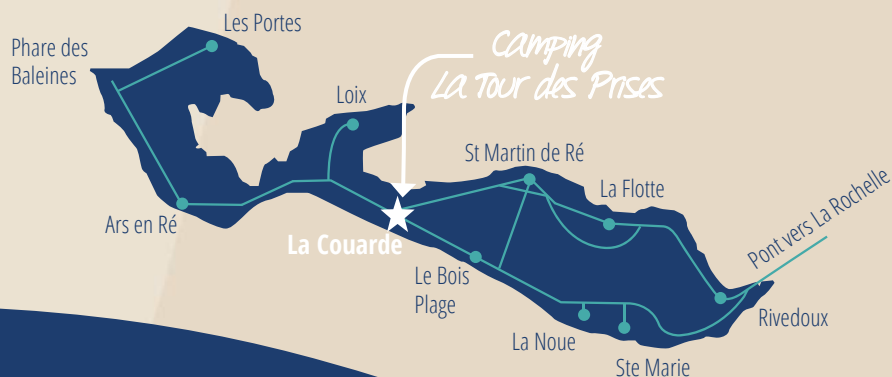 Les Portes
Phare des
Baleines
Camping
La Tour des Prises
Loix
St Martin de Ré
La Flotte
Pont vers La Rochelle
Ars en Ré
La Couarde
Le Bois
Plage
Rivedoux
La Noue
Ste Marie